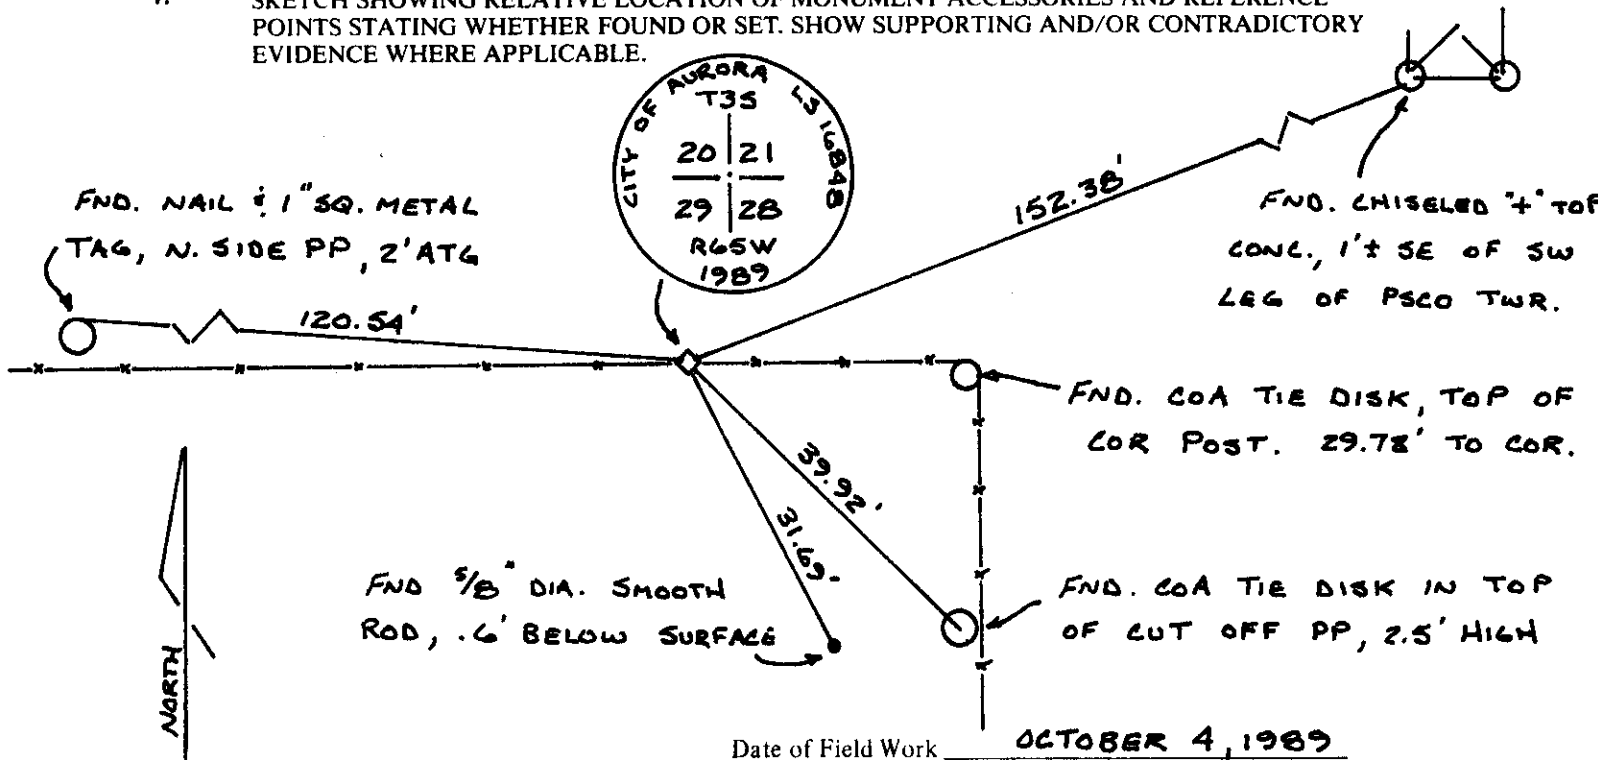 SKETCH SHOWING RELATIVE LOCATION OF MONUMENT ACCESSORIES AND REFERENCE
POINTS STATING WHETHER FOUND OR SET. SHOW SUPPORTING AND/OR CONTRADICTORY
EVIDENCE WHERE APPLICABLE.
CITY OF AURORA LS 16848
T3S
20 21
29 28
R65W
1989
FND. NAIL & 1" SQ. METAL
TAG, N. SIDE PP, 2' ATG
120.54'
152.38'
FND. CHISELED "+" TOP
CONC., 1'± SE OF SW
LEG OF PSCO TWR.
FND. COA TIE DISK, TOP OF
COR POST. 29.78' TO COR.
39.92'
31.69'
FND 5/8" DIA. SMOOTH
ROD, .6' BELOW SURFACE
FND. COA TIE DISK IN TOP
OF CUT OFF PP, 2.5' HIGH
NORTH
Date of Field Work OCTOBER 4, 1989